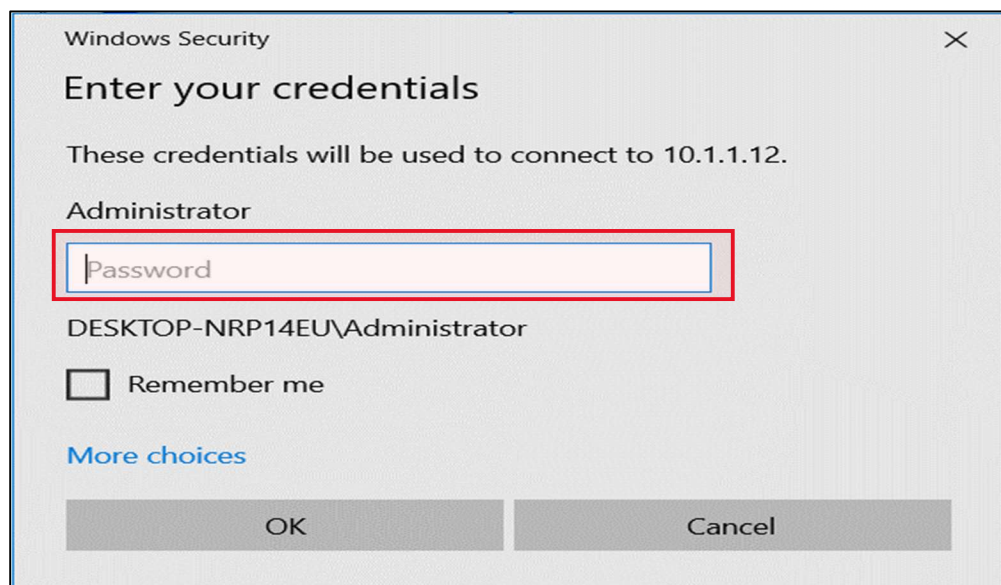 Windows Security
Enter your credentials
These credentials will be used to connect to 10.1.1.12.
Administrator
Password
DESKTOP-NRP14EU\Administrator
Remember me
More choices
OK
Cancel